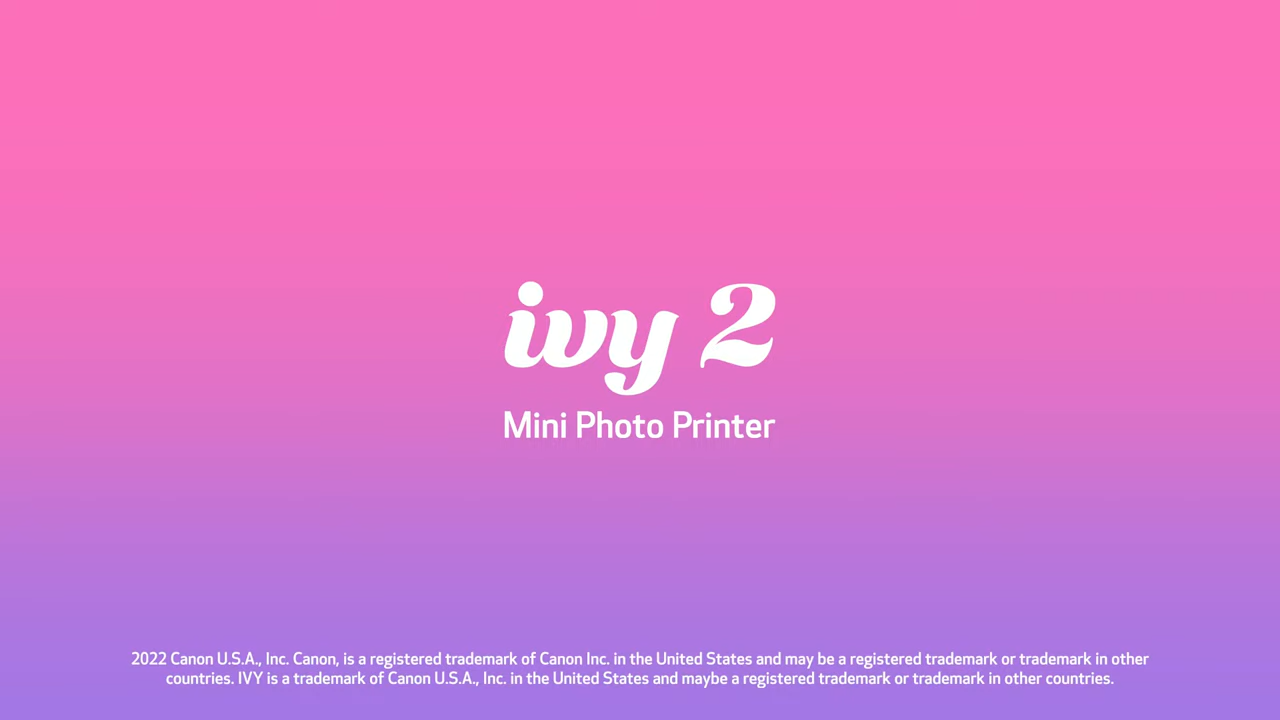 ivy 2
Mini Photo Printer
2022 Canon U.S.A., Inc. Canon, is a registered trademark of Canon Inc. in the United States and may be a registered trademark or trademark in other
countries. IVY is a trademark of Canon U.S.A., Inc. in the United States and maybe a registered trademark or trademark in other countries.